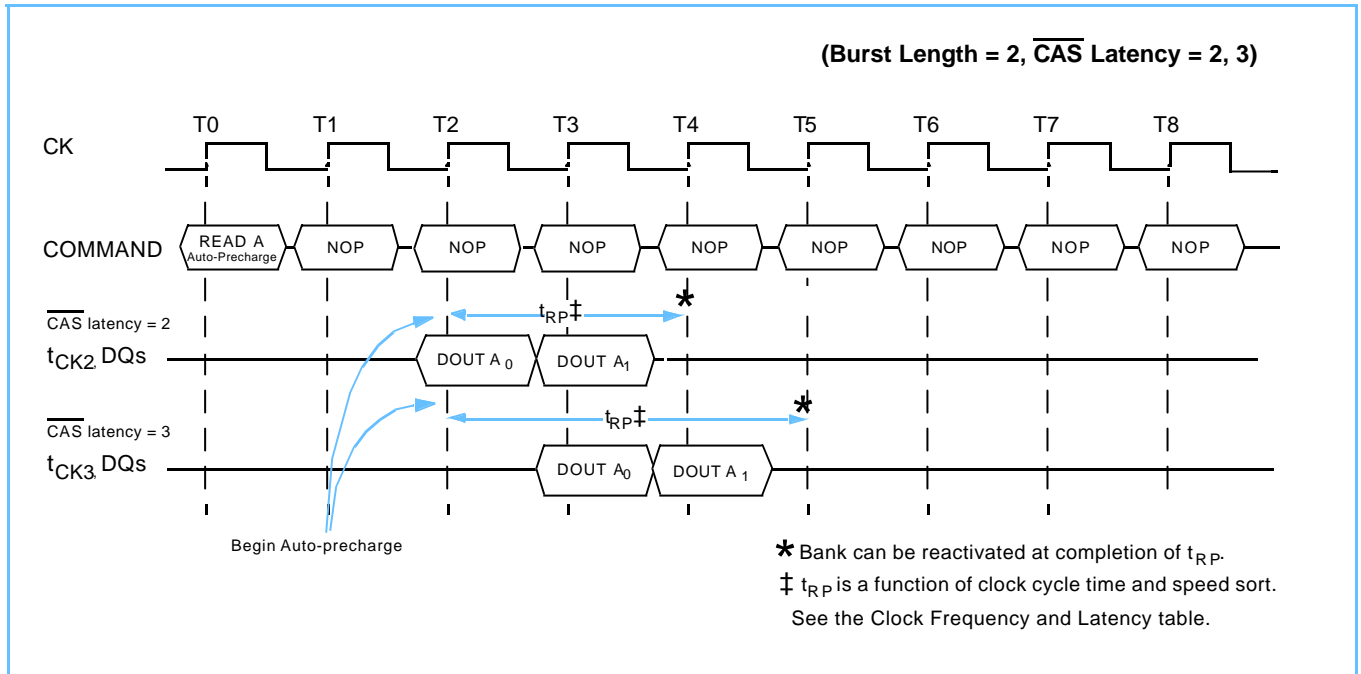 (Burst Length = 2, CAS Latency = 2, 3)
T0 T1 T2 T3 T4 T5 T6 T7 T8
CK
COMMAND
READ A
Auto-Precharge
NOP NOP NOP NOP NOP NOP NOP NOP
*
tRP‡
CAS latency = 2
tCK2, DQs
DOUT A0 DOUT A1
*
tRP‡
CAS latency = 3
tCK3, DQs
DOUT A0 DOUT A1
Begin Auto-precharge
* Bank can be reactivated at completion of tRP.
‡ tRP is a function of clock cycle time and speed sort.
See the Clock Frequency and Latency table.